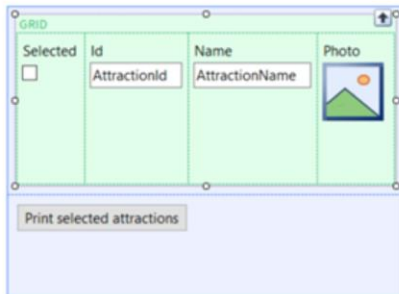 GRID
Selected Id Name Photo
AttractionId AttractionName
Print selected attractions